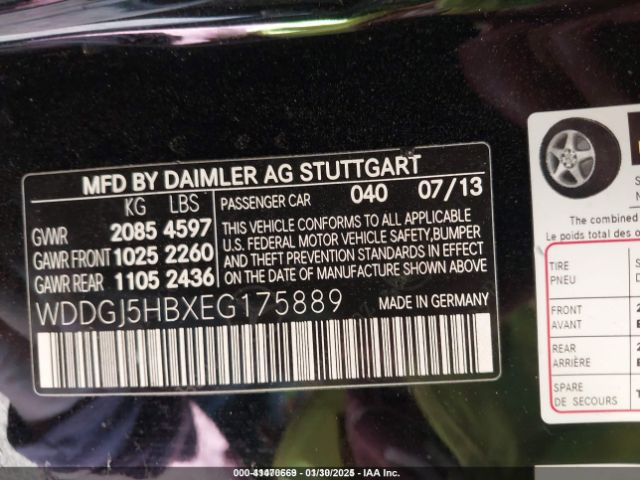 MFD BY DAIMLER AG STUTTGART
KG LBS PASSENGER CAR 040 07/13
GVWR 2085 4597
GAWR FRONT 1025 2260
GAWR REAR 1105 2436
THIS VEHICLE CONFORMS TO ALL APPLICABLE
U.S. FEDERAL MOTOR VEHICLE SAFETY,BUMPER
AND THEFT PREVENTION STANDARDS IN EFFECT
ON THE DATE OF MANUFACTURE SHOWN ABOVE.
WDDGJ5HBXEG175889 MADE IN GERMANY
The combined
Le poids total des o
TIRE
PNEU
FRONT
AVANT
REAR
ARRIÈRE
SPARE
DE SECOURS
01/30/2025 - IAA Inc.